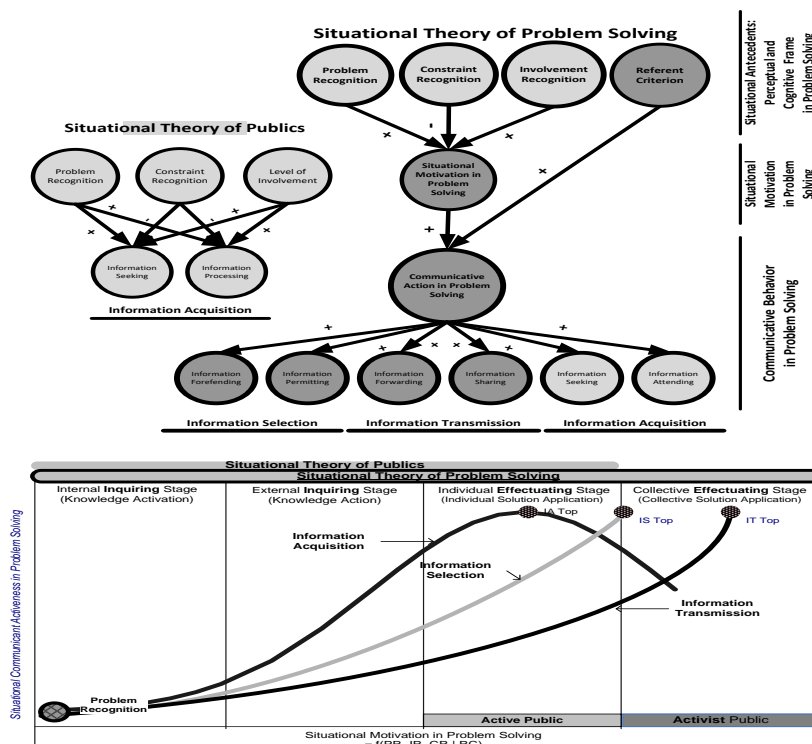 Situational Theory of Problem Solving
Problem
Recognition
Constraint
Recognition
Involvement
Recognition
Referent
Criterion
Situational Antecedents:
Perceptual and
Cognitive Frame
in Problem Solving
Situational Theory of Publics
Problem
Recognition
Constraint
Recognition
Level of
Involvement
+
-
+
+
Situational
Motivation in
Problem
Solving
Situational
Motivation
in Problem
Solving
+
-
+
+
-
+
+
Information
Seeking
Information
Processing
Information Acquisition
Communicative
Action in Problem
Solving
Communicative Behavior
in Problem Solving
+
+
+
+
+
+
Information
Forefending
Information
Permitting
Information
Forwarding
Information
Sharing
Information
Seeking
Information
Attending
Information Selection
Information Transmission
Information Acquisition
Situational Theory of Publics
Situational Theory of Problem Solving
Internal Inquiring Stage
(Knowledge Activation)
External Inquiring Stage
(Knowledge Action)
Individual Effectuating Stage
(Individual Solution Application)
Collective Effectuating Stage
(Collective Solution Application)
IA Top
IS Top
IT Top
Information
Acquisition
Information
Selection
Information
Transmission
Situational Communicant Activeness in Problem Solving
Problem
Recognition
Active Public
Activist Public
Situational Motivation in Problem Solving
= f(PR, IR, CR | RC)